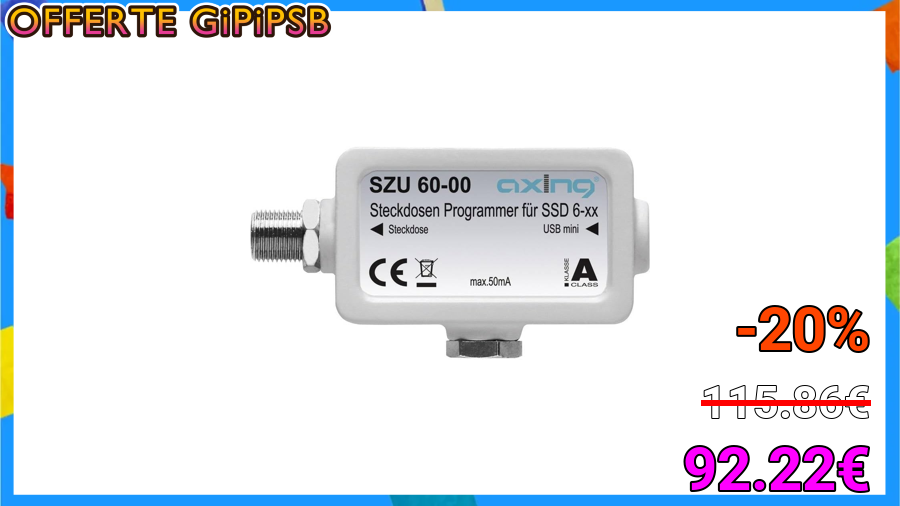 OFFERTE GiPiPSB
SZU 60-00 axing®
Steckdosen Programmer für SSD 6-xx
◀ Steckdose USB mini ◀
CE KLASSE A CLASS
max.50mA
-20%
115.86€
92.22€